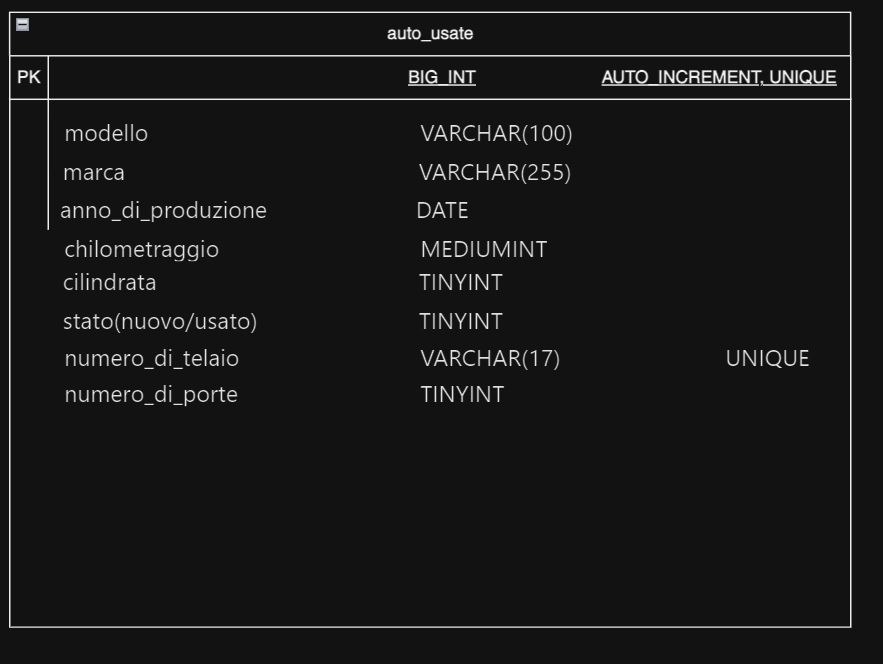 auto_usate
PK BIG_INT AUTO_INCREMENT, UNIQUE
modello VARCHAR(100)
marca VARCHAR(255)
anno_di_produzione DATE
chilometraggio MEDIUMINT
cilindrata TINYINT
stato(nuovo/usato) TINYINT
numero_di_telaio VARCHAR(17) UNIQUE
numero_di_porte TINYINT